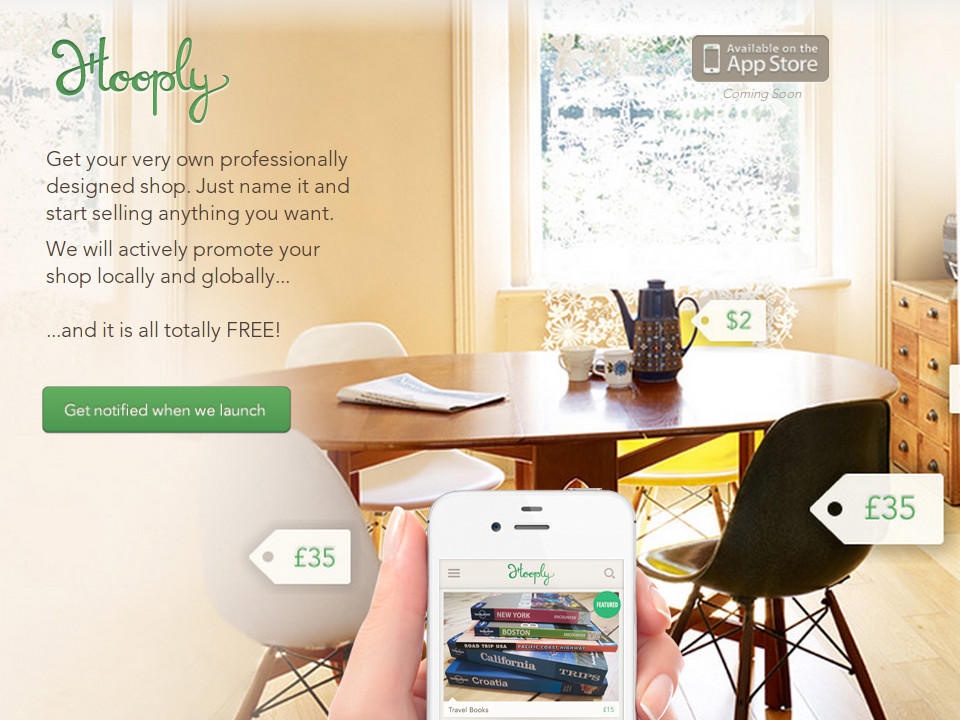 Hooply
Available on the
App Store
Coming Soon
Get your very own professionally
designed shop. Just name it and
start selling anything you want.
We will actively promote your
shop locally and globally...
...and it is all totally FREE!
$2
Get notified when we launch
£35
£35
Hooply
FEATURED
NEW YORK
ENCOUNTER
BOSTON
ENCOUNTER
ROAD TRIP USA PACIFIC COAST HIGHWAY
California TRIPS
Croatia
Travel Books £15